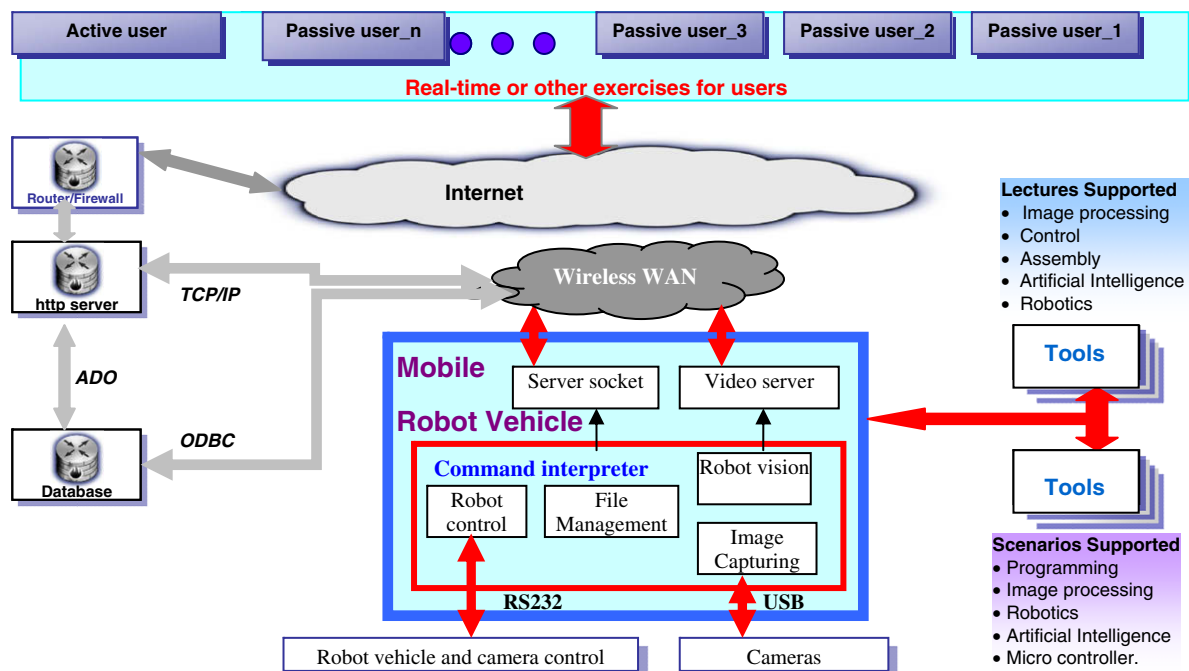 Active user
Passive user_n
Passive user_3
Passive user_2
Passive user_1
Real-time or other exercises for users
Router/Firewall
Internet
Lectures Supported
• Image processing
• Control
• Assembly
• Artificial Intelligence
• Robotics
http server
TCP/IP
Wireless WAN
ADO
ODBC
Database
Mobile
Robot Vehicle
Server socket
Video server
Command interpreter
Robot vision
Robot
control
File
Management
Image
Capturing
RS232
USB
Robot vehicle and camera control
Cameras
Tools
Tools
Scenarios Supported
• Programming
• Image processing
• Robotics
• Artificial Intelligence
• Micro controller.